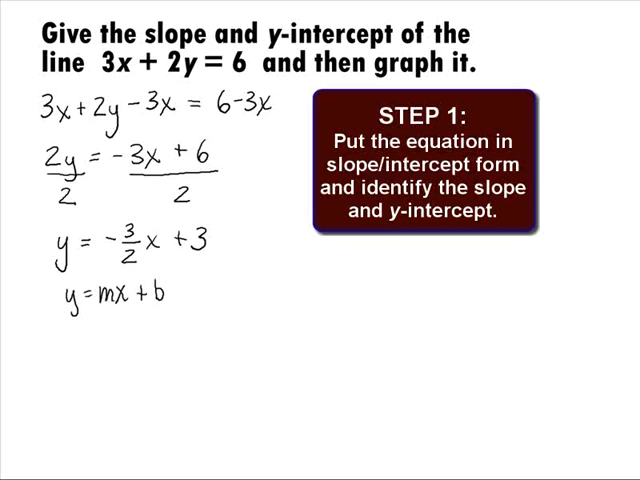 Give the slope and y-intercept of the
line 3x + 2y = 6 and then graph it.
3x + 2y - 3x = 6 - 3x
STEP 1:
Put the equation in
slope/intercept form
and identify the slope
and y-intercept.
2y = -3x + 6
2 2
y = -3/2 x + 3
y = mx + b